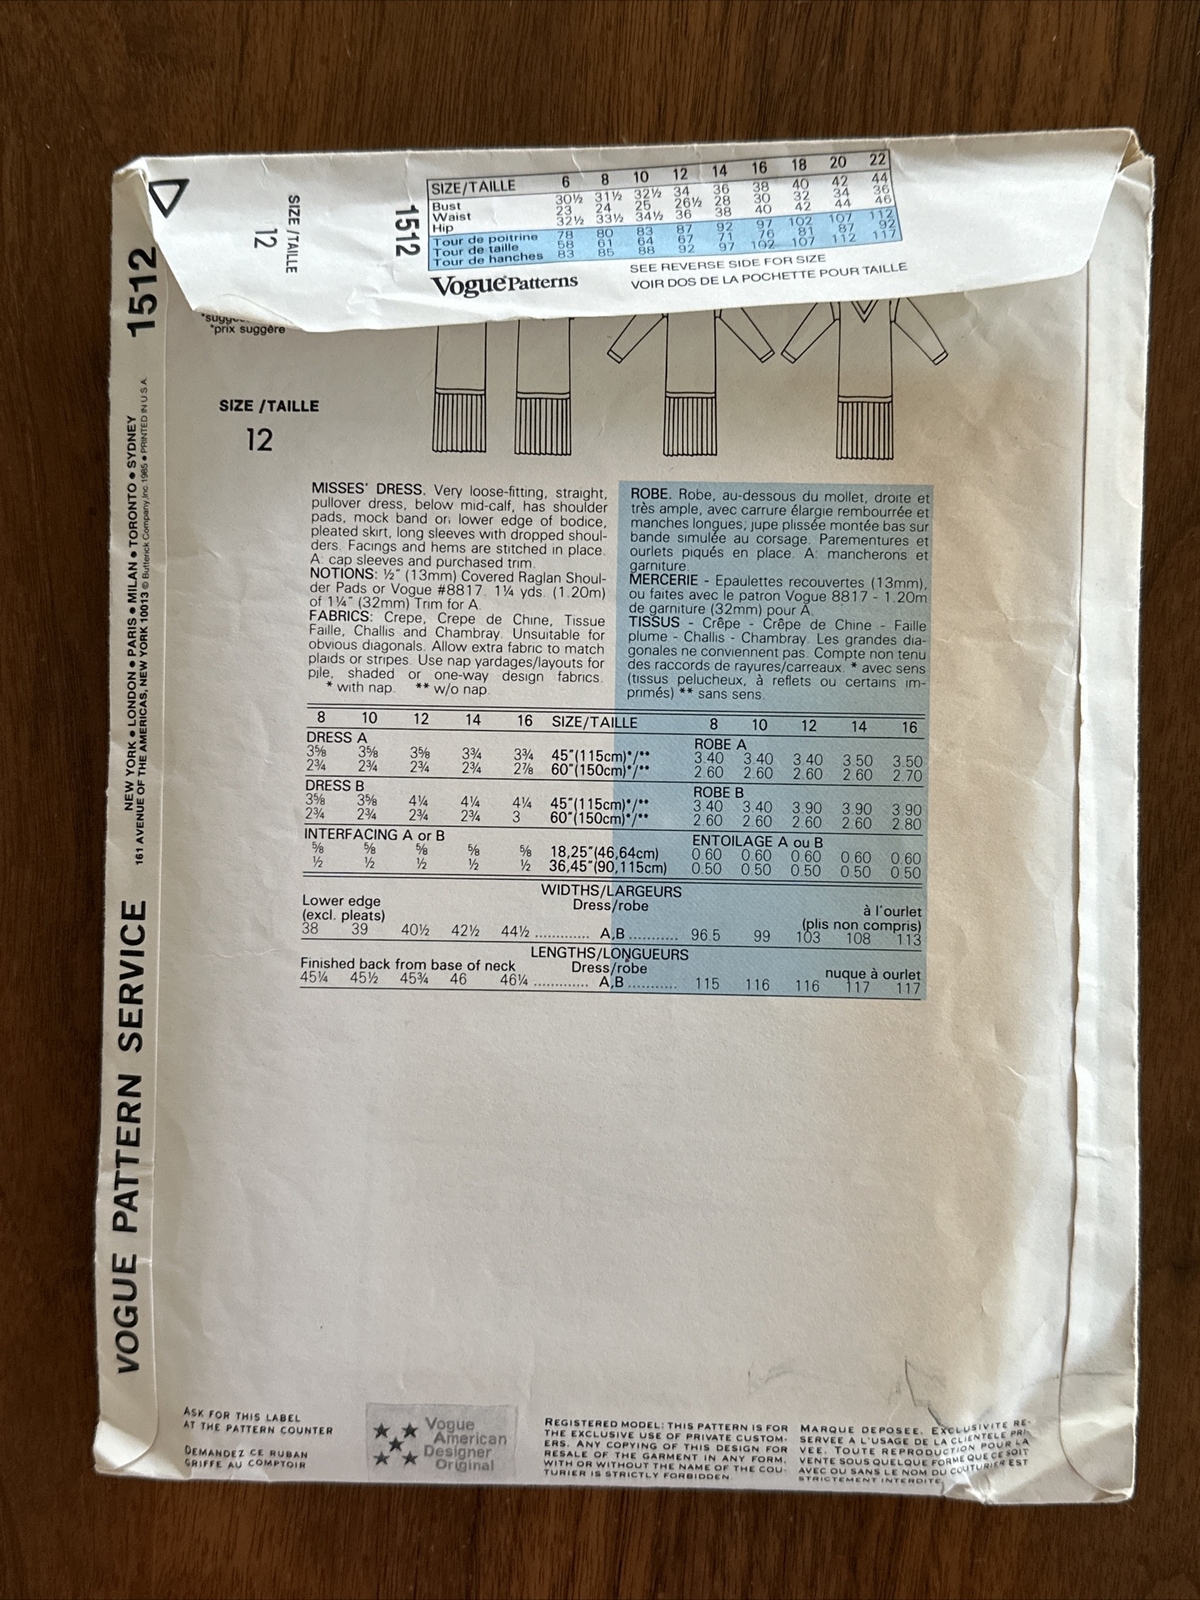 SIZE/TAILLE 6 8 10 12 14 16 18 20 22
Bust 30½ 31½ 32½ 34 36 38 40 42 44
Waist 23 24 25 26½ 28 30 32 34 36
Hip 32½ 33½ 34½ 36 38 40 42 44 46
Tour de poitrine 78 80 83 87 92 97 102 107 112
Tour de taille 58 61 64 67 71 76 81 87 92
Tour de hanches 83 85 88 92 97 102 107 112 117
Vogue Patterns
SEE REVERSE SIDE FOR SIZE
VOIR DOS DE LA POCHETTE POUR TAILLE
1512
SIZE/TAILLE
12
*prix suggéré
SIZE /TAILLE
12
1512
NEW YORK ● LONDON ● PARIS ● MILAN ● TORONTO ● SYDNEY
161 AVENUE OF THE AMERICAS, NEW YORK 10013 © Butterick Company, Inc. 1985 ● PRINTED IN U.S.A.
VOGUE PATTERN SERVICE
MISSES' DRESS. Very loose-fitting, straight,
pullover dress, below mid-calf, has shoulder
pads, mock band on lower edge of bodice,
pleated skirt, long sleeves with dropped shoul-
ders. Facings and hems are stitched in place.
A: cap sleeves and purchased trim.
NOTIONS: ½" (13mm) Covered Raglan Shoul-
der Pads or Vogue #8817. 1¼ yds. (1.20m)
of 1¼" (32mm) Trim for A.
FABRICS: Crepe, Crepe de Chine, Tissue
Faille, Challis and Chambray. Unsuitable for
obvious diagonals. Allow extra fabric to match
plaids or stripes. Use nap yardages/layouts for
pile, shaded or one-way design fabrics.
* with nap. ** w/o nap.
ROBE. Robe, au-dessous du mollet, droite et
très ample, avec carrure élargie rembourrée et
manches longues, jupe plissée montée bas sur
bande simulée au corsage. Parementures et
ourlets piqués en place. A: mancherons et
garniture.
MERCERIE - Epaulettes recouvertes (13mm),
ou faites avec le patron Vogue 8817 - 1.20m
de garniture (32mm) pour A.
TISSUS - Crêpe - Crêpe de Chine - Faille
plume - Challis - Chambray. Les grandes dia-
gonales ne conviennent pas. Compte non tenu
des raccords de rayures/carreaux. * avec sens
(tissus pelucheux, à reflets ou certains im-
primés) ** sans sens.
8 10 12 14 16 SIZE/TAILLE 8 10 12 14 16
DRESS A ROBE A
3⅝ 3⅝ 3⅝ 3¾ 3¾ 45"(115cm)*/** 3.40 3.40 3.40 3.50 3.50
2¾ 2¾ 2¾ 2¾ 2⅞ 60"(150cm)*/** 2.60 2.60 2.60 2.60 2.70
DRESS B ROBE B
3⅝ 3⅝ 4¼ 4¼ 4¼ 45"(115cm)*/** 3.40 3.40 3.90 3.90 3.90
2¾ 2¾ 2¾ 2¾ 3 60"(150cm)*/** 2.60 2.60 2.60 2.60 2.80
INTERFACING A or B ENTOILAGE A ou B
⅝ ⅝ ⅝ ⅝ ⅝ 18,25"(46,64cm) 0.60 0.60 0.60 0.60 0.60
½ ½ ½ ½ ½ 36,45"(90,115cm) 0.50 0.50 0.50 0.50 0.50
WIDTHS/LARGEURS
Lower edge Dress/robe à l'ourlet
(excl. pleats) (plis non compris)
38 39 40½ 42½ 44½ ............. A,B ........... 96.5 99 103 108 113
LENGTHS/LONGUEURS
Finished back from base of neck Dress/robe nuque à ourlet
45¼ 45½ 45¾ 46 46¼ ............. A,B ........... 115 116 116 117 117
ASK FOR THIS LABEL
AT THE PATTERN COUNTER
DEMANDEZ CE RUBAN
GRIFFE AU COMPTOIR
Vogue
American
Designer
Original
REGISTERED MODEL: THIS PATTERN IS FOR
THE EXCLUSIVE USE OF PRIVATE CUSTOM-
ERS. ANY COPYING OF THIS DESIGN FOR
RESALE OF THE GARMENT IN ANY FORM,
WITH OR WITHOUT THE NAME OF THE COU-
TURIER IS STRICTLY FORBIDDEN.
MARQUE DEPOSEE. EXCLUSIVITE RE-
SERVEE A L'USAGE DE LA CLIENTELE PRI-
VEE. TOUTE REPRODUCTION POUR LA
VENTE SOUS QUELQUE FORME QUE CE SOIT
AVEC OU SANS LE NOM DU COUTURIER EST
STRICTEMENT INTERDITE.